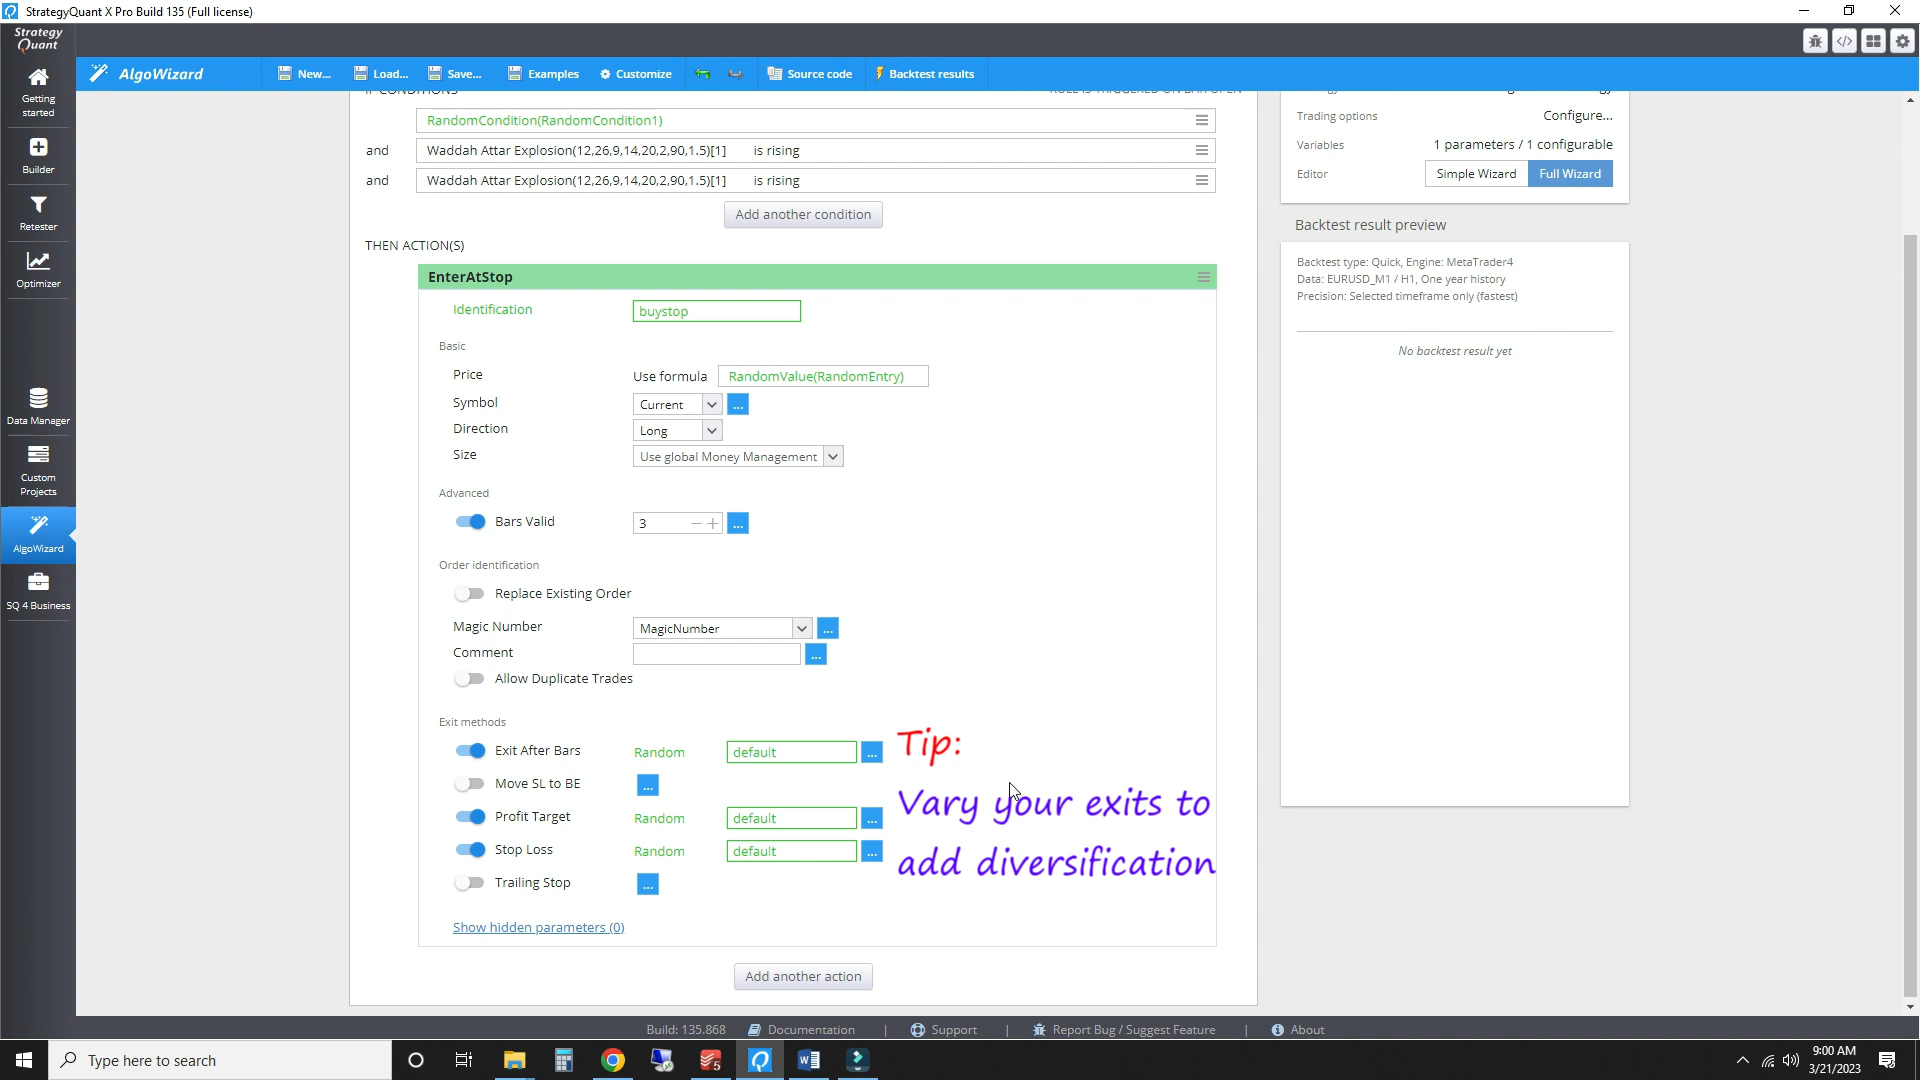 StrategyQuant X Pro Build 135 (Full license)
Strategy
Quant
AlgoWizard
New...
Load...
Save...
Examples
Customize
Source code
Backtest results
Getting
started
Builder
Retester
Optimizer
Data Manager
Custom
Projects
AlgoWizard
SQ 4 Business
IF CONDITIONS
RULE IS TRIGGERED ON BAR OPEN
RandomCondition(RandomCondition1)
and Waddah Attar Explosion(12,26,9,14,20,2,90,1.5)[1] is rising
and Waddah Attar Explosion(12,26,9,14,20,2,90,1.5)[1] is rising
Add another condition
THEN ACTION(S)
EnterAtStop
Identification buystop
Basic
Price Use formula RandomValue(RandomEntry)
Symbol Current ...
Direction Long
Size Use global Money Management
Advanced
Bars Valid 3 ...
Order identification
Replace Existing Order
Magic Number MagicNumber ...
Comment ...
Allow Duplicate Trades
Exit methods
Exit After Bars Random default ...
Move SL to BE ...
Profit Target Random default ...
Stop Loss Random default ...
Trailing Stop ...
Tip:
Vary your exits to
add diversification
Show hidden parameters (0)
Add another action
Trading options Configure...
Variables 1 parameters / 1 configurable
Editor Simple Wizard Full Wizard
Backtest result preview
Backtest type: Quick, Engine: MetaTrader4
Data: EURUSD_M1 / H1, One year history
Precision: Selected timeframe only (fastest)
No backtest result yet
Build: 135.868 Documentation | Support | Report Bug / Suggest Feature | About
Type here to search
9:00 AM
3/21/2023